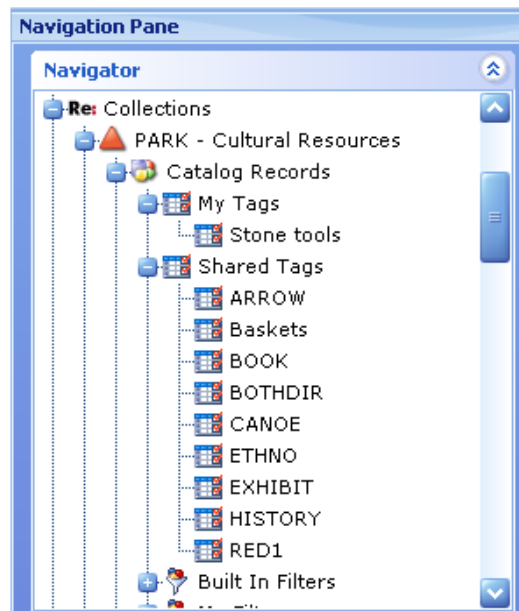 Navigation Pane
Navigator
Re: Collections
PARK - Cultural Resources
Catalog Records
My Tags
Stone tools
Shared Tags
ARROW
Baskets
BOOK
BOTHDIR
CANOE
ETHNO
EXHIBIT
HISTORY
RED1
Built In Filters